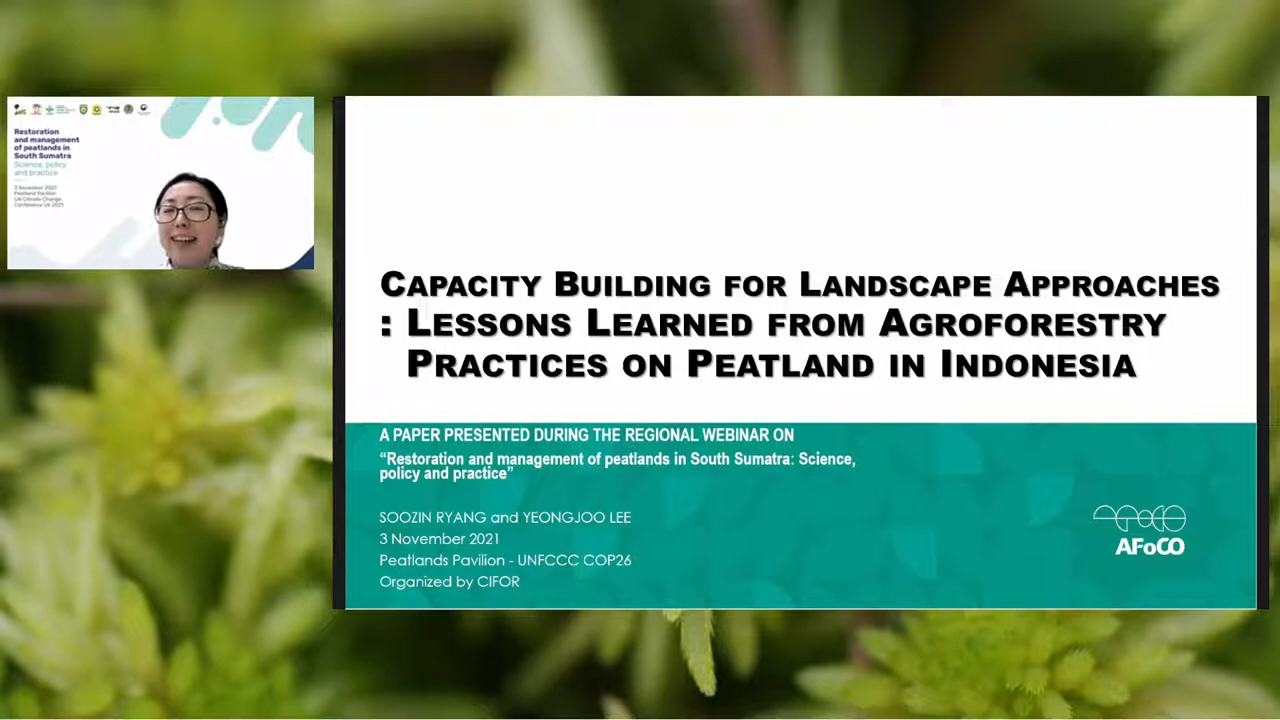 Restoration
and management
of peatlands in
South Sumatra
Science, policy
and practice
3 November 2021
Peatland Pavilion
UN Climate Change
Conference UK 2021
CAPACITY BUILDING FOR LANDSCAPE APPROACHES
: LESSONS LEARNED FROM AGROFORESTRY
PRACTICES ON PEATLAND IN INDONESIA
A PAPER PRESENTED DURING THE REGIONAL WEBINAR ON
“Restoration and management of peatlands in South Sumatra: Science,
policy and practice”
SOOZIN RYANG and YEONGJOO LEE
3 November 2021
Peatlands Pavilion - UNFCCC COP26
Organized by CIFOR
AFoCO